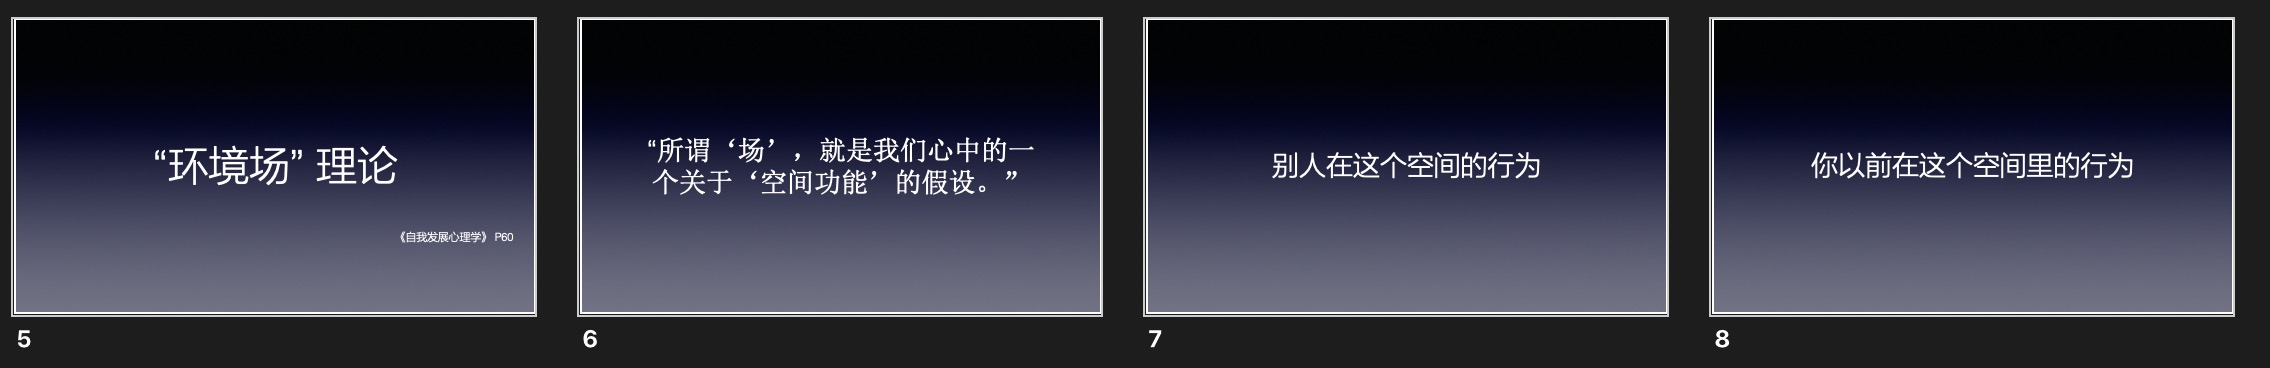 “环境场” 理论
《自我发展心理学》 P60
5
“所谓‘场’，就是我们心中的一
个关于‘空间功能’的假设。”
6
别人在这个空间的行为
7
你以前在这个空间里的行为
8